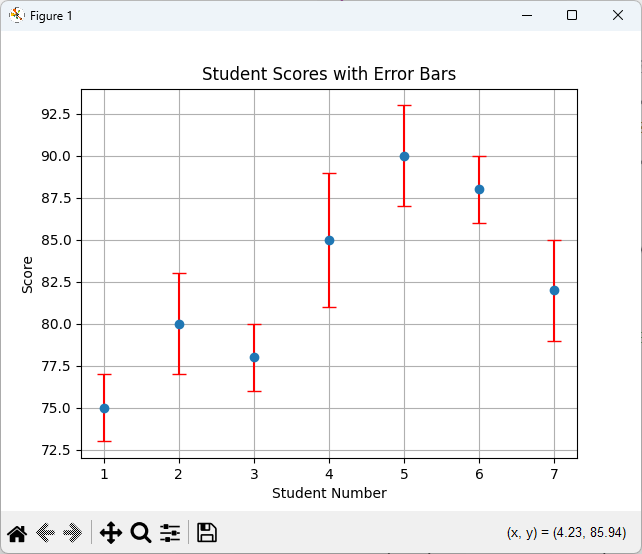 Figure 1
Student Scores with Error Bars
92.5
90.0
87.5
85.0
82.5
80.0
77.5
75.0
72.5
Score
1 2 3 4 5 6 7
Student Number
(x, y) = (4.23, 85.94)